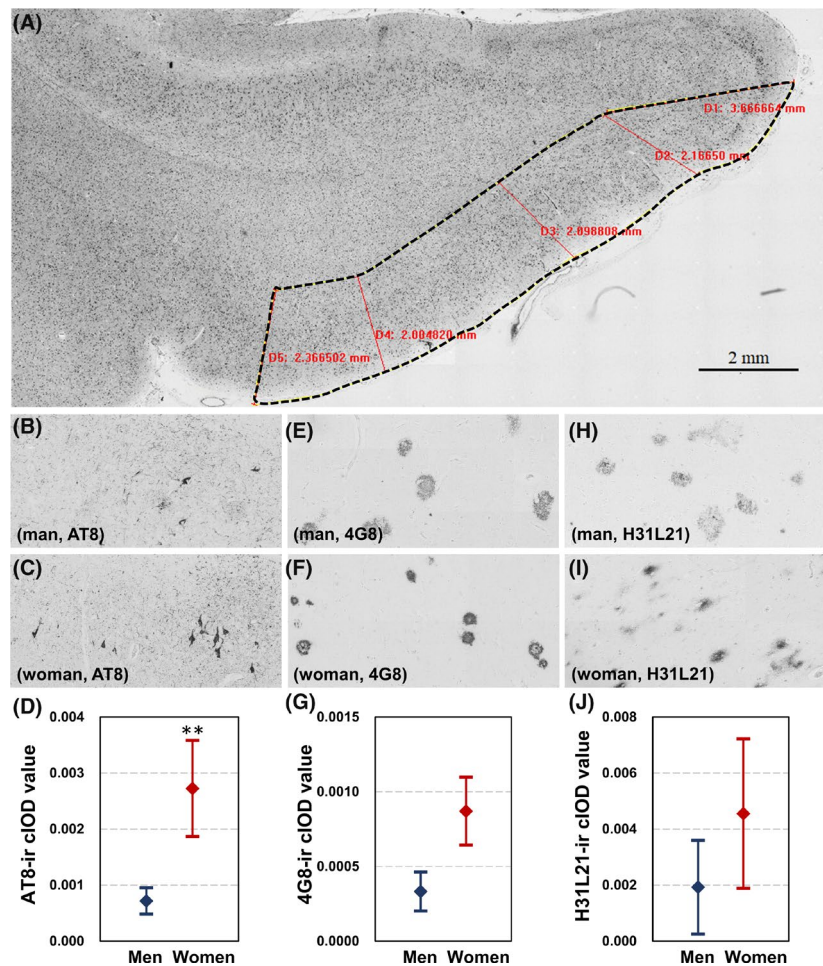 (A)
D1: 3.666664 mm
D2: 2.16650 mm
D3: 2.098808 mm
D4: 2.004820 mm
D5: 2.366502 mm
2 mm
(B)
(man, AT8)
(E)
(man, 4G8)
(H)
(man, H31L21)
(C)
(woman, AT8)
(F)
(woman, 4G8)
(I)
(woman, H31L21)
(D)
AT8-ir cIOD value
0.004
0.003
0.002
0.001
0.000
**
Men Women
(G)
4G8-ir cIOD value
0.0015
0.0010
0.0005
0.0000
Men Women
(J)
H31L21-ir cIOD value
0.008
0.006
0.004
0.002
0.000
Men Women